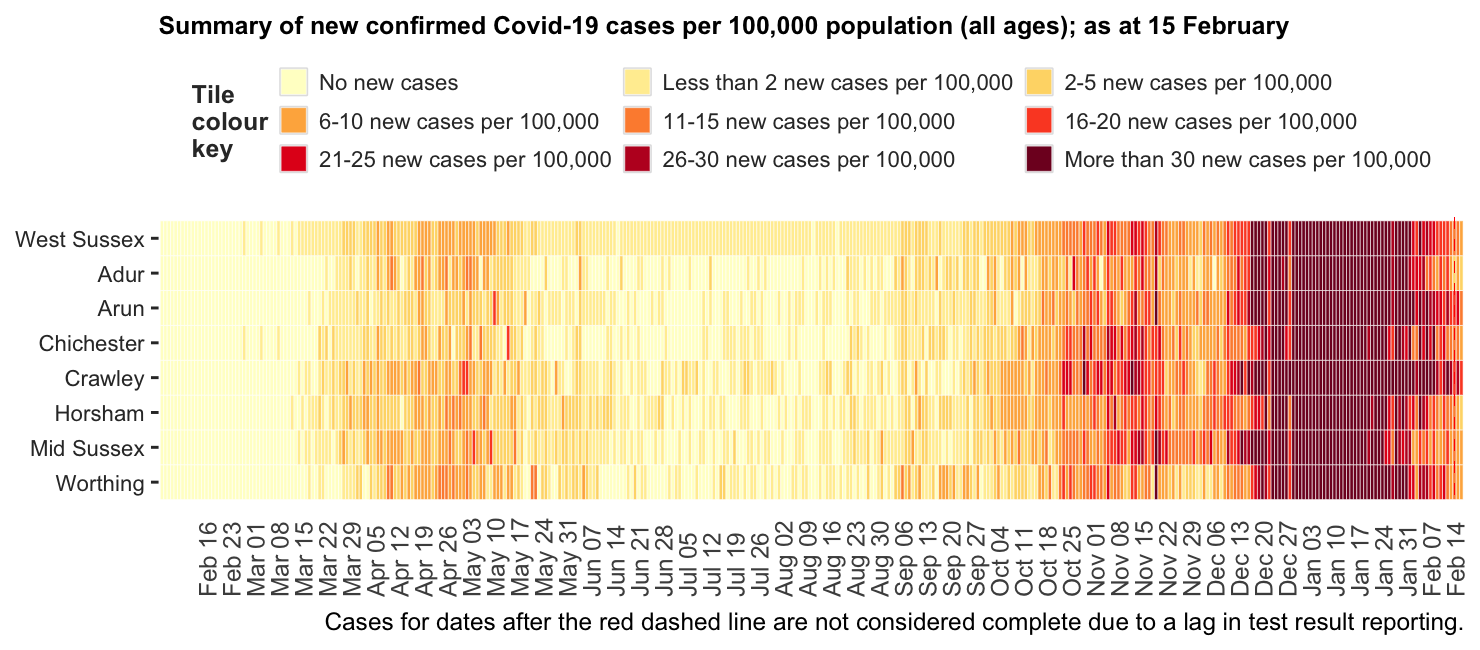 Summary of new confirmed Covid-19 cases per 100,000 population (all ages); as at 15 February
Tile
colour
key
No new cases
Less than 2 new cases per 100,000
2-5 new cases per 100,000
6-10 new cases per 100,000
11-15 new cases per 100,000
16-20 new cases per 100,000
21-25 new cases per 100,000
26-30 new cases per 100,000
More than 30 new cases per 100,000
West Sussex
Adur
Arun
Chichester
Crawley
Horsham
Mid Sussex
Worthing
Feb 16
Feb 23
Mar 01
Mar 08
Mar 15
Mar 22
Mar 29
Apr 05
Apr 12
Apr 19
Apr 26
May 03
May 10
May 17
May 24
May 31
Jun 07
Jun 14
Jun 21
Jun 28
Jul 05
Jul 12
Jul 19
Jul 26
Aug 02
Aug 09
Aug 16
Aug 23
Aug 30
Sep 06
Sep 13
Sep 20
Sep 27
Oct 04
Oct 11
Oct 18
Oct 25
Nov 01
Nov 08
Nov 15
Nov 22
Nov 29
Dec 06
Dec 13
Dec 20
Dec 27
Jan 03
Jan 10
Jan 17
Jan 24
Jan 31
Feb 07
Feb 14
Cases for dates after the red dashed line are not considered complete due to a lag in test result reporting.